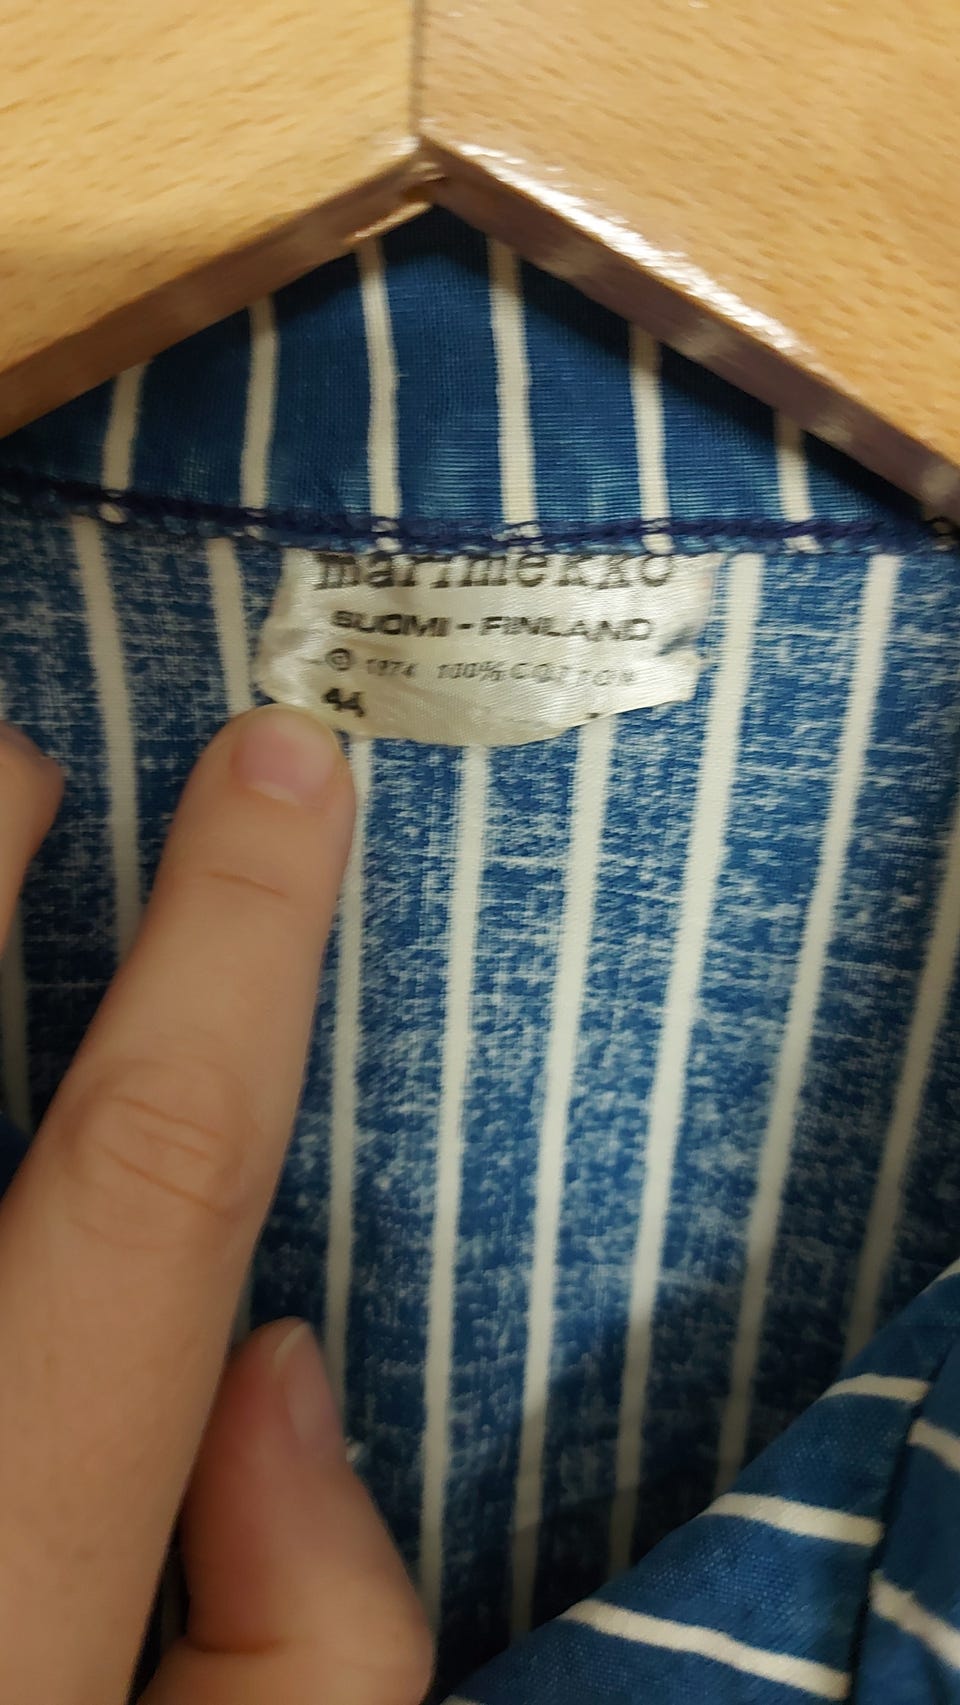 marimekko
SUOMI - FINLAND
© 1974 100% COTTON
44